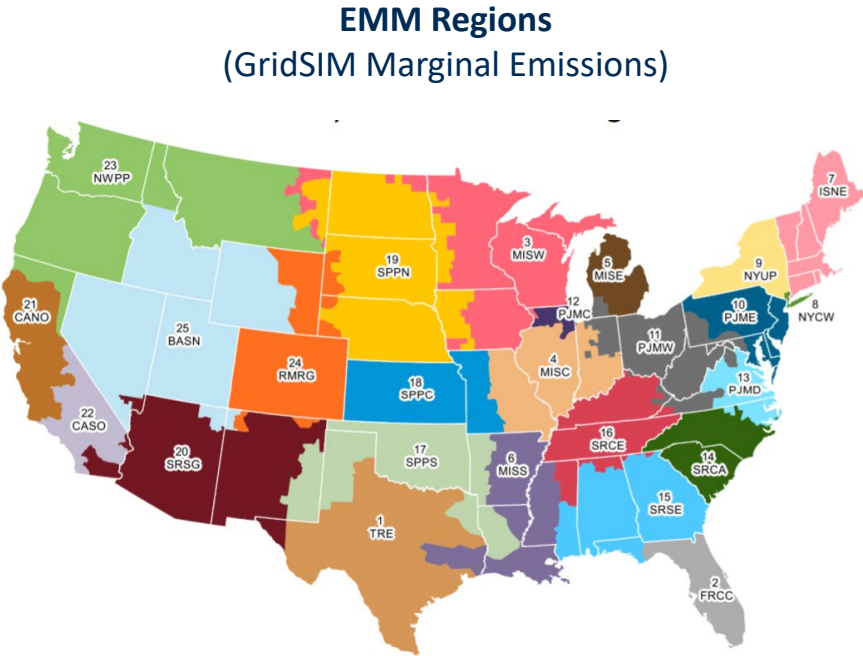 EMM Regions
(GridSIM Marginal Emissions)
23
NWPP
7
ISNE
3
MISW
19
SPPN
5
MISE
9
NYUP
21
CANO
12
PJMC
10
PJME
8
NYCW
25
BASN
11
PJMW
24
RMRG
4
MISC
18
SPPC
13
PJMD
22
CASO
16
SRCE
17
SPPS
6
MISS
20
SRSG
14
SRCA
15
SRSE
1
TRE
2
FRCC